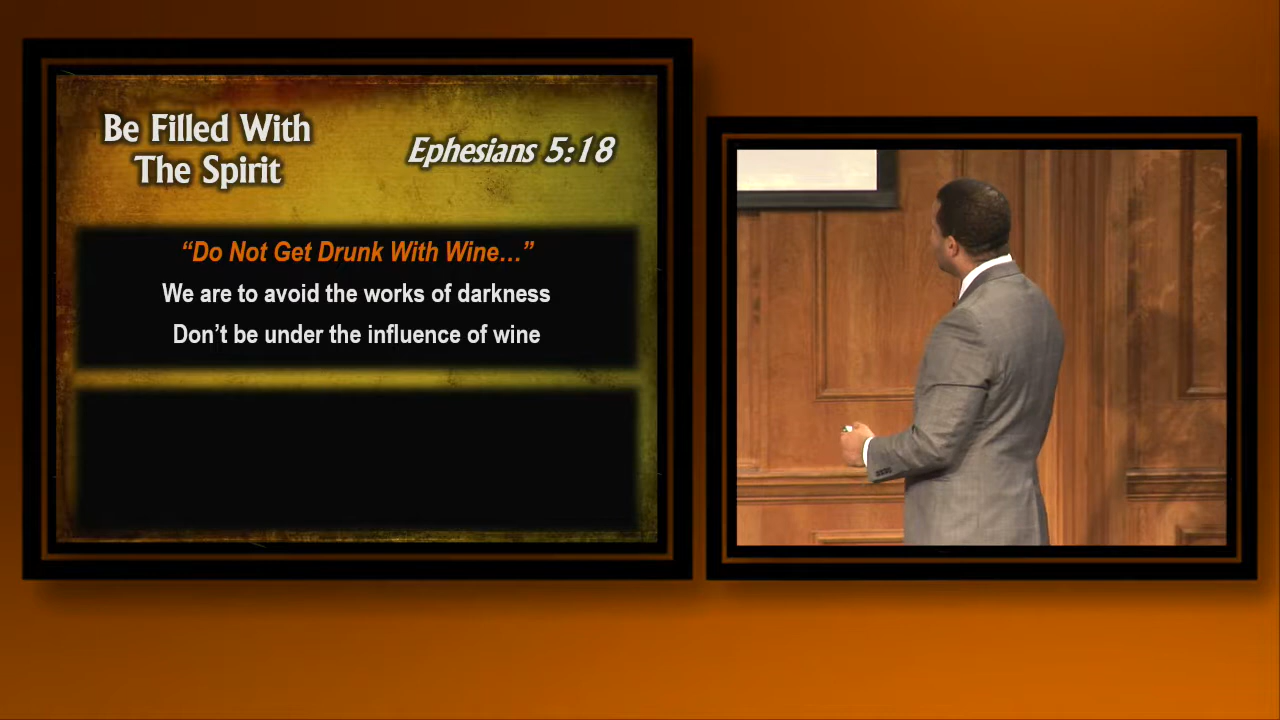 Be Filled With
The Spirit
Ephesians 5:18
“Do Not Get Drunk With Wine…”
We are to avoid the works of darkness
Don’t be under the influence of wine